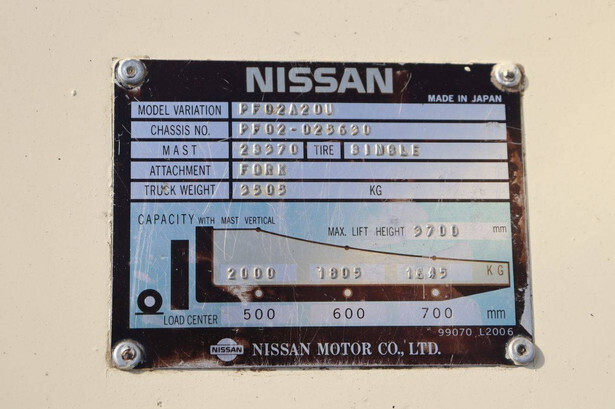 NISSAN
MADE IN JAPAN
MODEL VARIATION PF02A20U
CHASSIS NO. PF02-025630
MAST 2S370 TIRE SINGLE
ATTACHMENT FORK
TRUCK WEIGHT 3505 KG
CAPACITY WITH MAST VERTICAL
MAX. LIFT HEIGHT 3700 mm
2000 1805 1645 KG
LOAD CENTER 500 600 700 mm
99070 L2006
NISSAN NISSAN MOTOR CO., LTD.